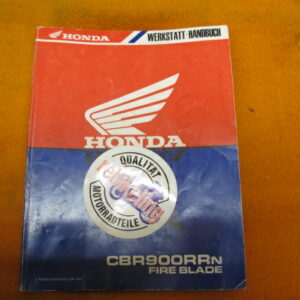 HONDA
WERKSTATT-HANDBUCH
HONDA
QUALITÄT
MOTORRADTEILE
CBR900RRN
FIRE BLADE